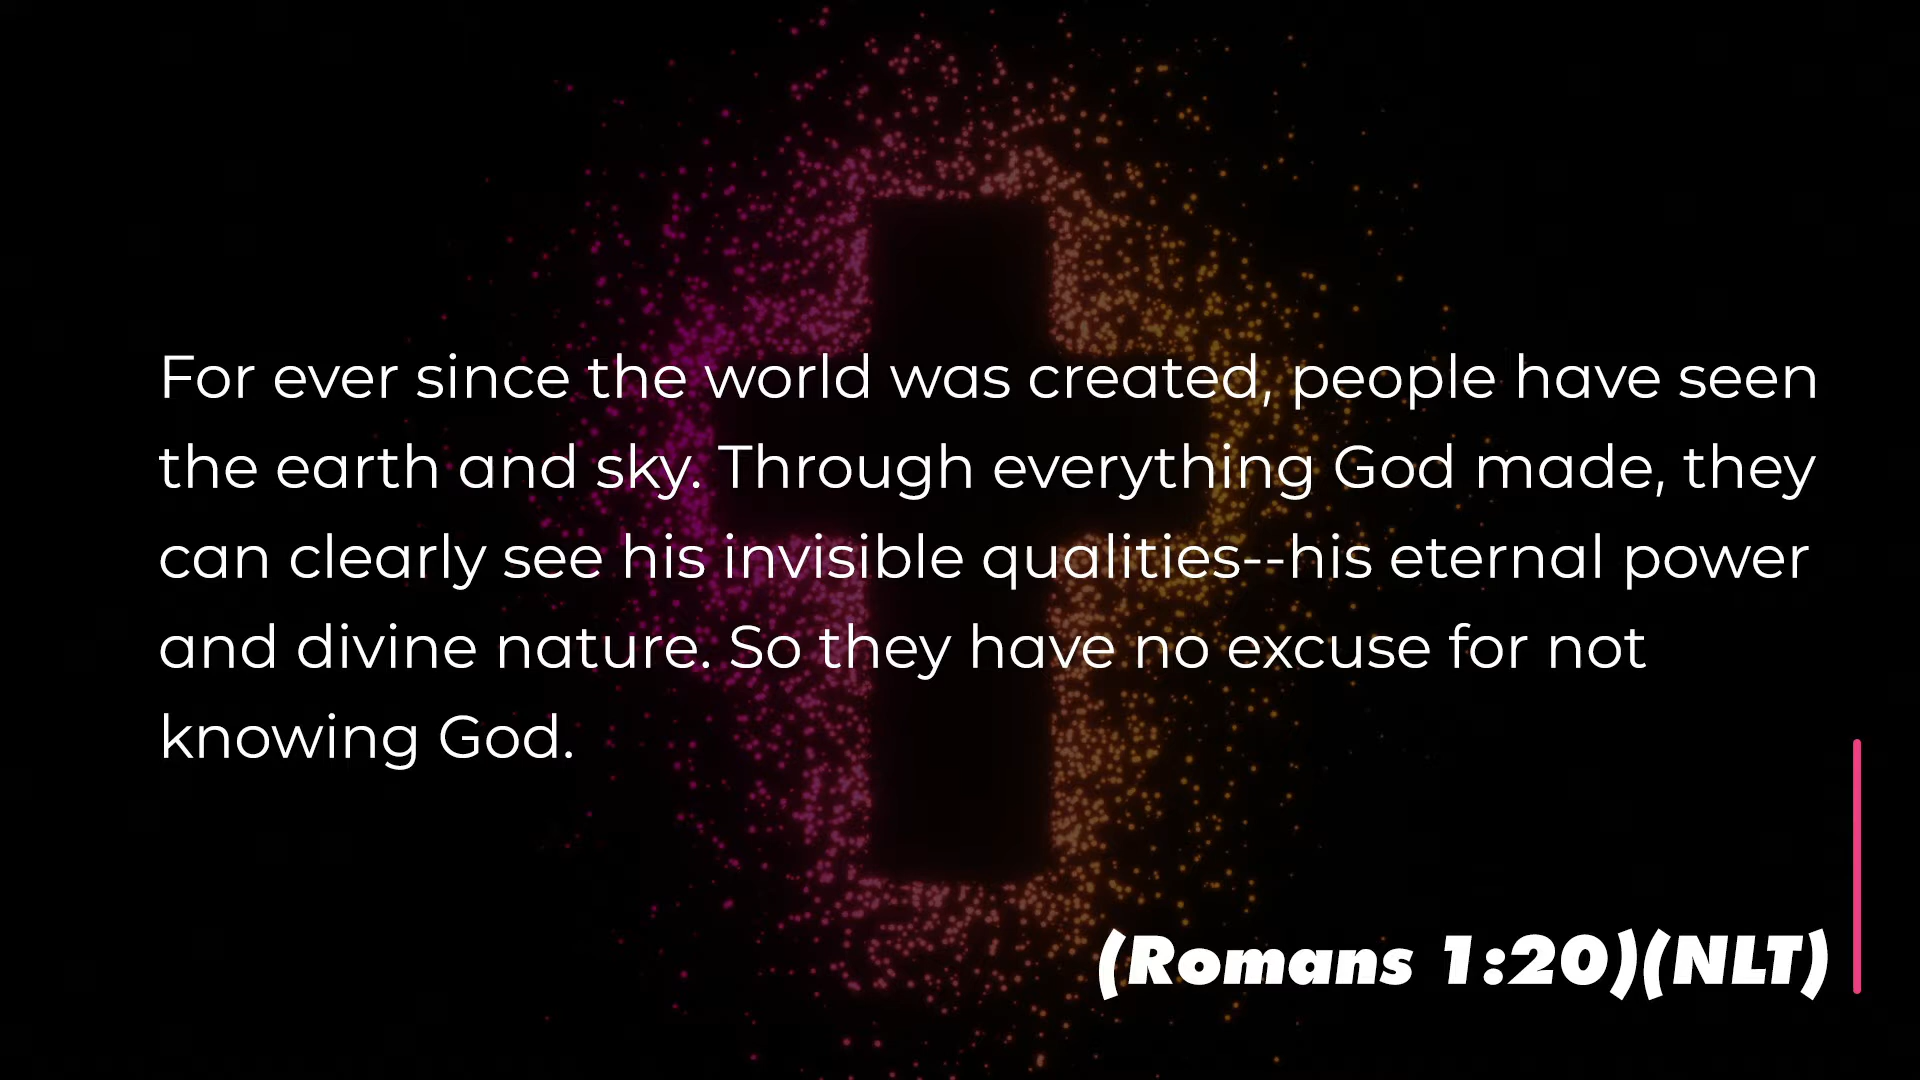 For ever since the world was created, people have seen
the earth and sky. Through everything God made, they
can clearly see his invisible qualities--his eternal power
and divine nature. So they have no excuse for not
knowing God.
(Romans 1:20)(NLT)